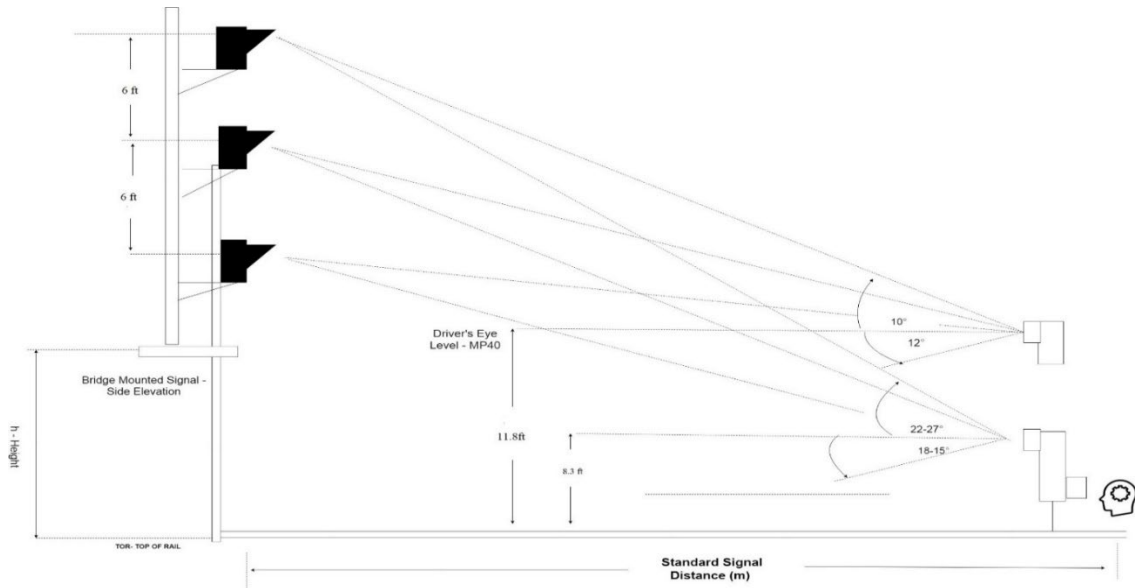 6 ft
6 ft
Driver's Eye
Level - MP40
10°
12°
Bridge Mounted Signal -
Side Elevation
h - Height
11.8ft
8.3 ft
22-27°
18-15°
TOR- TOP OF RAIL
Standard Signal
Distance (m)